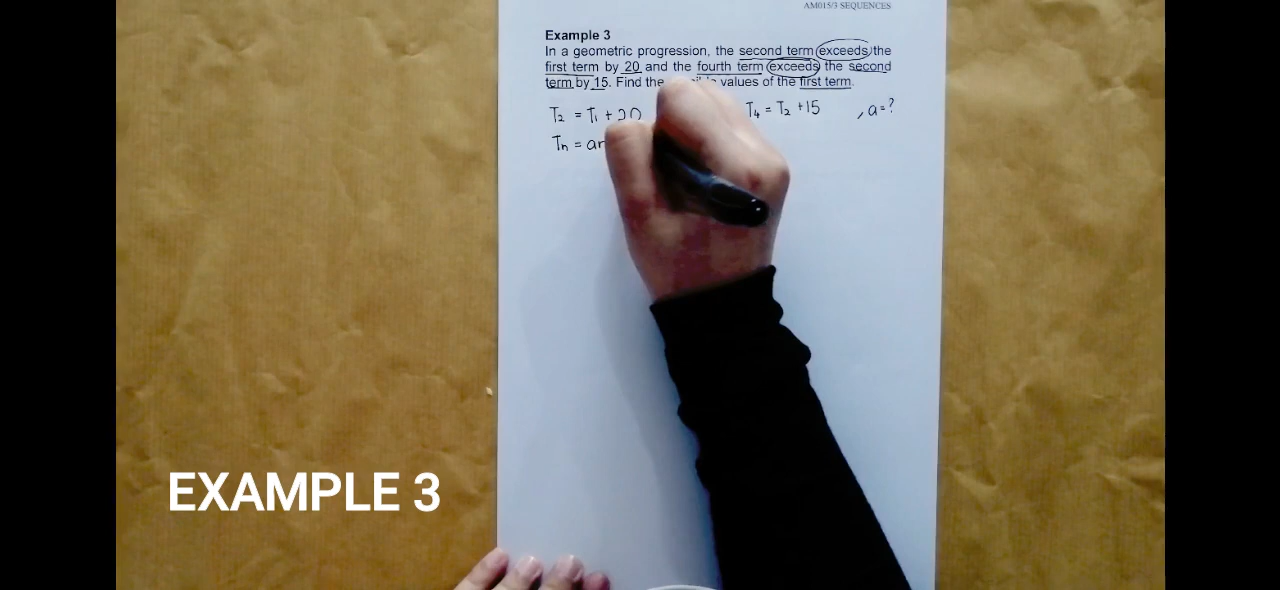 AM015/3 SEQUENCES
Example 3
In a geometric progression, the second term exceeds the
first term by 20 and the fourth term exceeds the second
term by 15. Find the values of the first term.
T₂ = T₁ + 20 T₄ = T₂ +15 , a = ?
Tₙ = ar
EXAMPLE 3